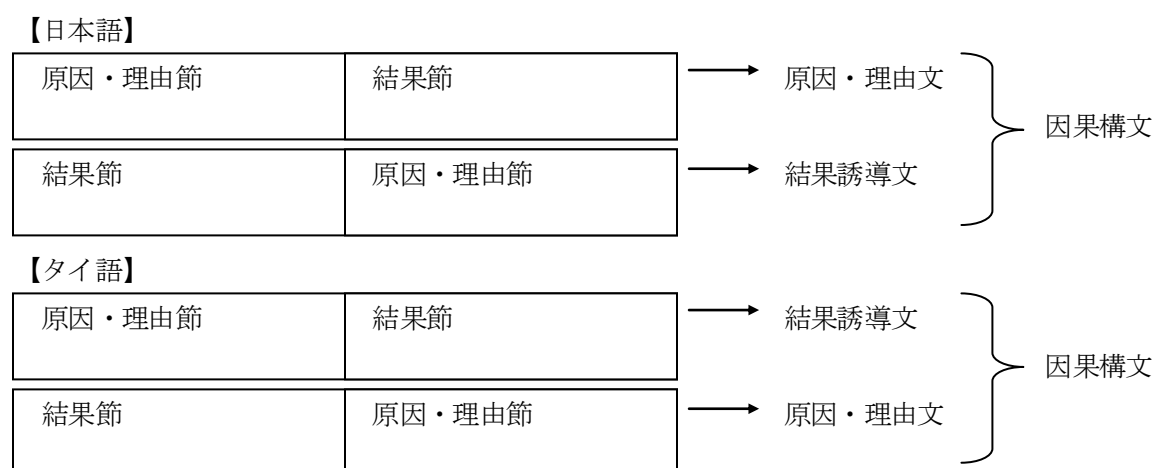 【日本語】
原因・理由節 結果節 原因・理由文
因果構文
結果節 原因・理由節 結果誘導文
【タイ語】
原因・理由節 結果節 結果誘導文
因果構文
結果節 原因・理由節 原因・理由文